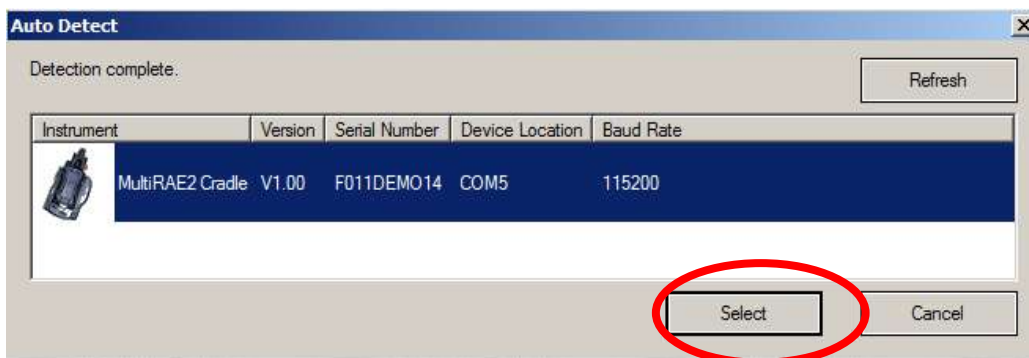 Auto Detect
Detection complete.
Refresh
Instrument Version Serial Number Device Location Baud Rate
MultiRAE2 Cradle V1.00 F011DEMO14 COM5 115200
Select Cancel